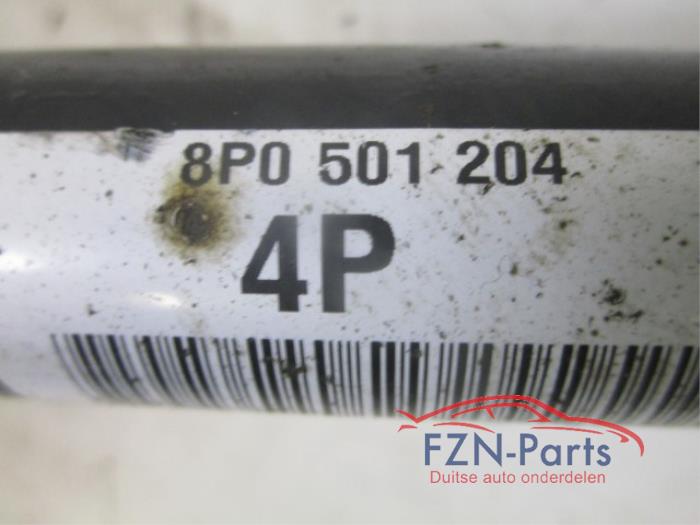 8P0 501 204
4P
FZN-Parts
Duitse auto onderdelen